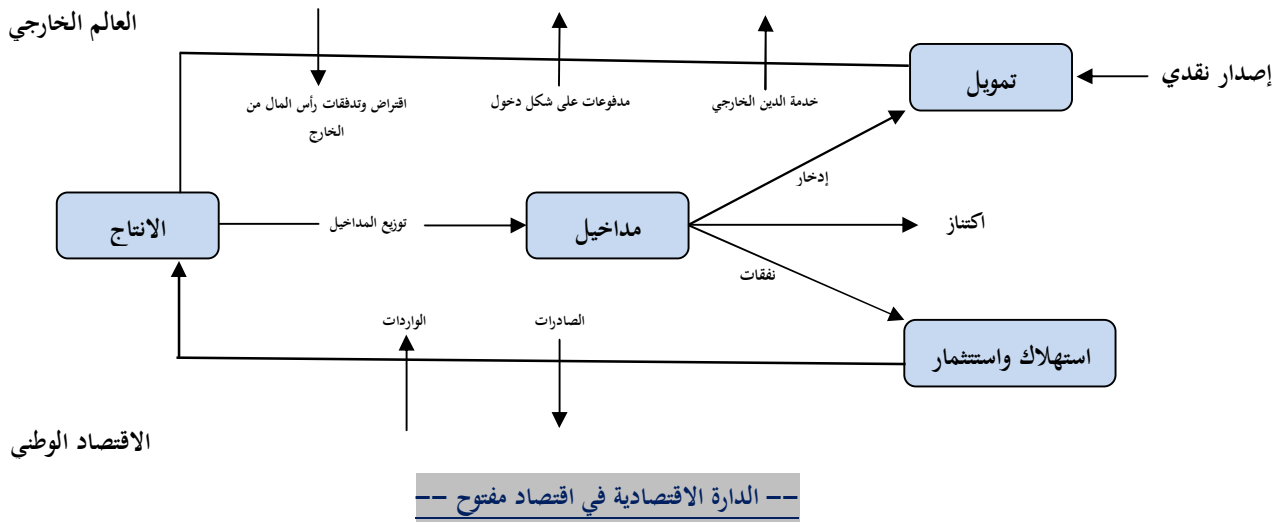 العالم الخارجي
إصدار نقدي
تمويل
خدمة الدين الخارجي
مدفوعات على شكل دخول
اقتراض وتدفقات رأس المال من
الخارج
إدخار
الانتاج
توزيع المداخيل
مداخيل
اكتناز
نفقات
الصادرات
الواردات
استهلاك واستتثمار
الاقتصاد الوطني
-- الدارة الاقتصادية في اقتصاد مفتوح --